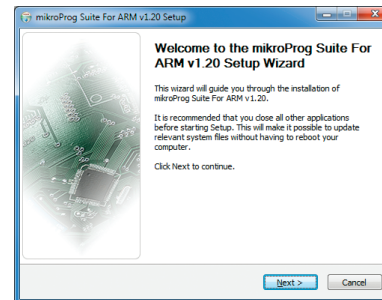 mikroProg Suite For ARM v1.20 Setup
Welcome to the mikroProg Suite For
ARM v1.20 Setup Wizard
This wizard will guide you through the installation of
mikroProg Suite For ARM v1.20.
It is recommended that you close all other applications
before starting Setup. This will make it possible to update
relevant system files without having to reboot your
computer.
Click Next to continue.
Next >
Cancel